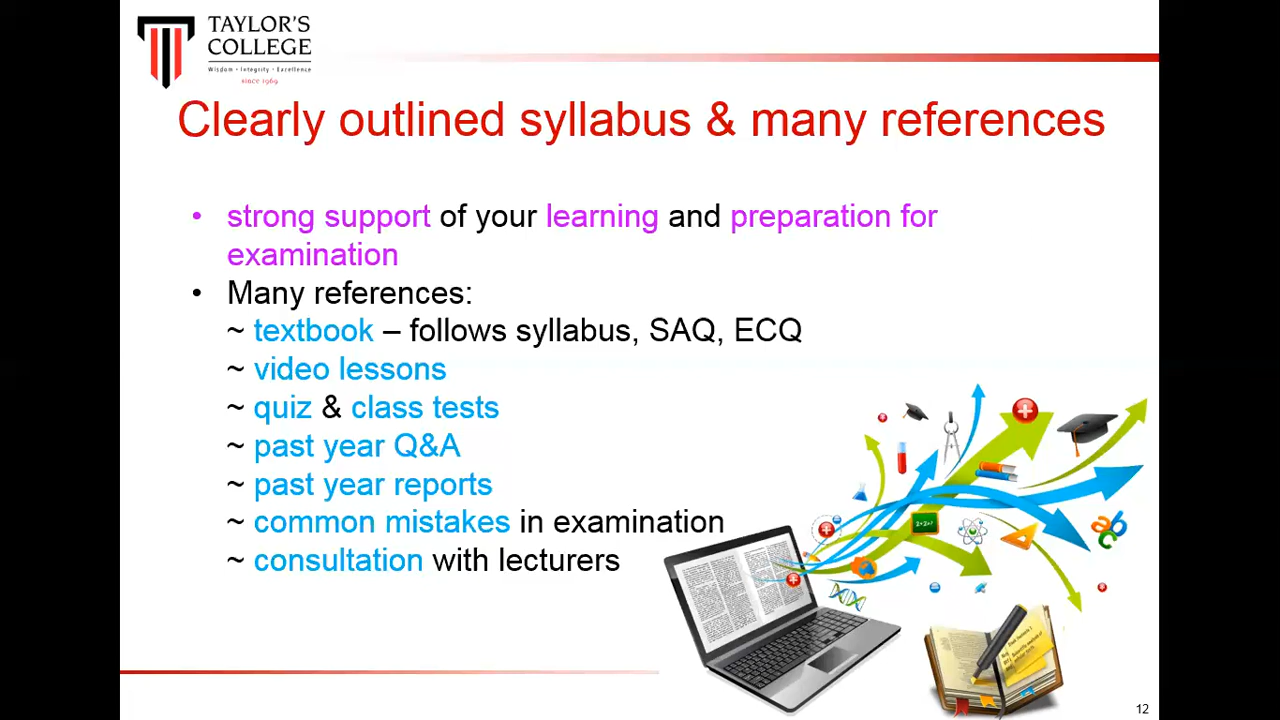 TAYLOR'S
COLLEGE
Wisdom • Integrity • Excellence
since 1969
Clearly outlined syllabus & many references
• strong support of your learning and preparation for
examination
• Many references:
~ textbook – follows syllabus, SAQ, ECQ
~ video lessons
~ quiz & class tests
~ past year Q&A
~ past year reports
~ common mistakes in examination
~ consultation with lecturers
12